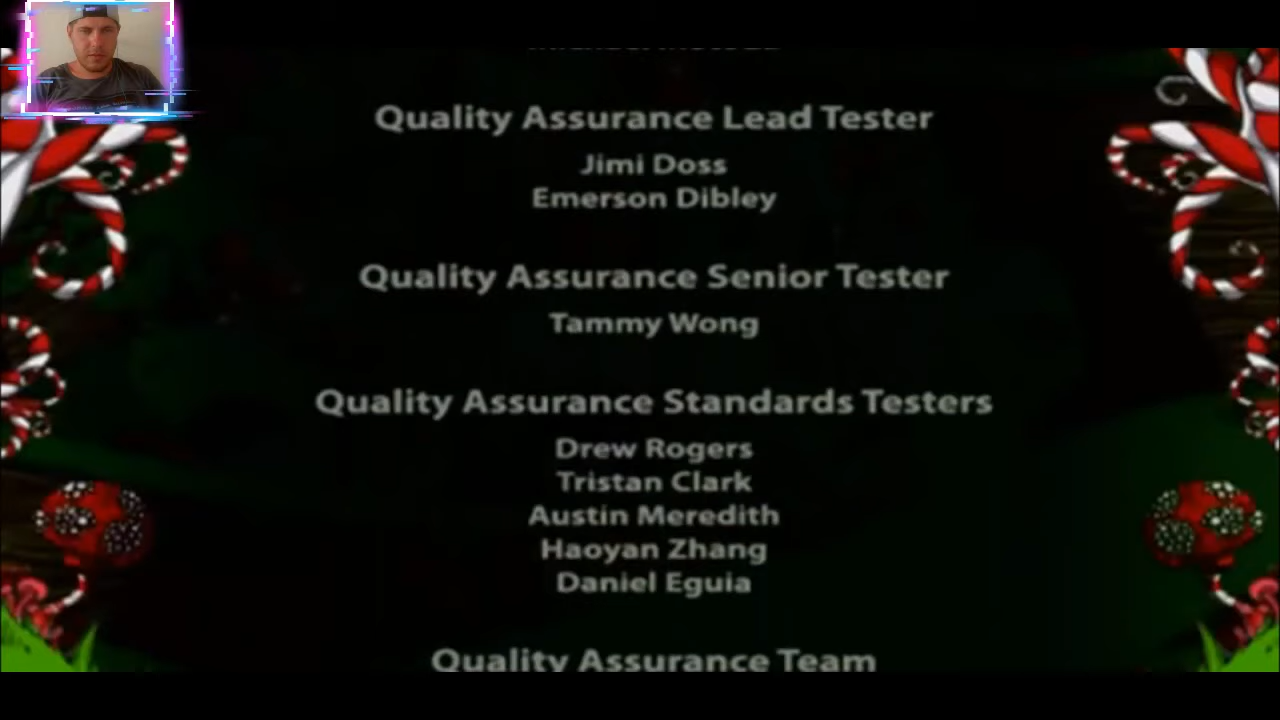 Quality Assurance Lead Tester
Jimi Doss
Emerson Dibley
Quality Assurance Senior Tester
Tammy Wong
Quality Assurance Standards Testers
Drew Rogers
Tristan Clark
Austin Meredith
Haoyan Zhang
Daniel Eguia
Quality Assurance Team